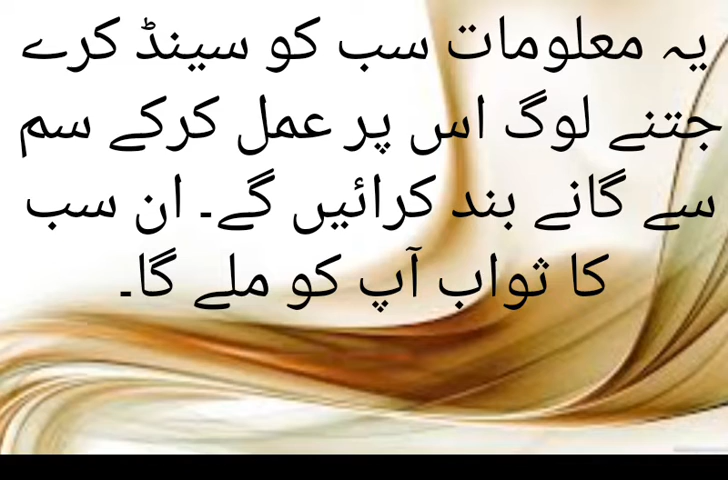 یہ معلومات سب کو سینڈ کرے
جتنے لوگ اس پر عمل کرکے سم
سے گانے بند کرائیں گے۔ ان سب
کا ثواب آپ کو ملے گا۔